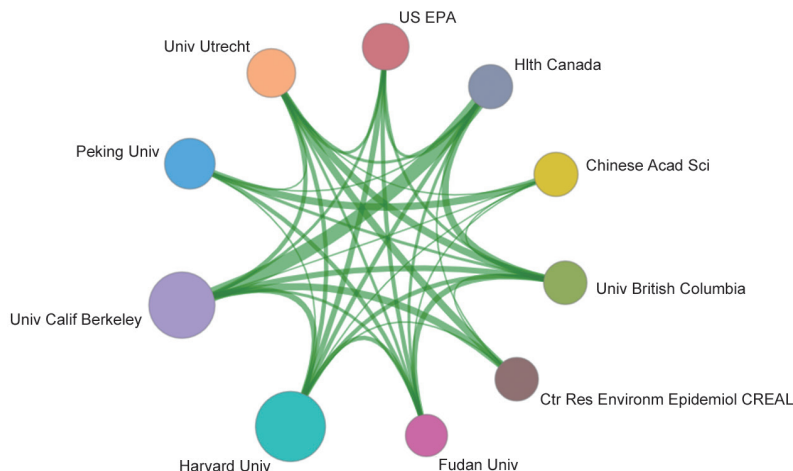 US EPA
Univ Utrecht
Hlth Canada
Peking Univ
Chinese Acad Sci
Univ British Columbia
Univ Calif Berkeley
Ctr Res Environm Epidemiol CREAL
Harvard Univ
Fudan Univ